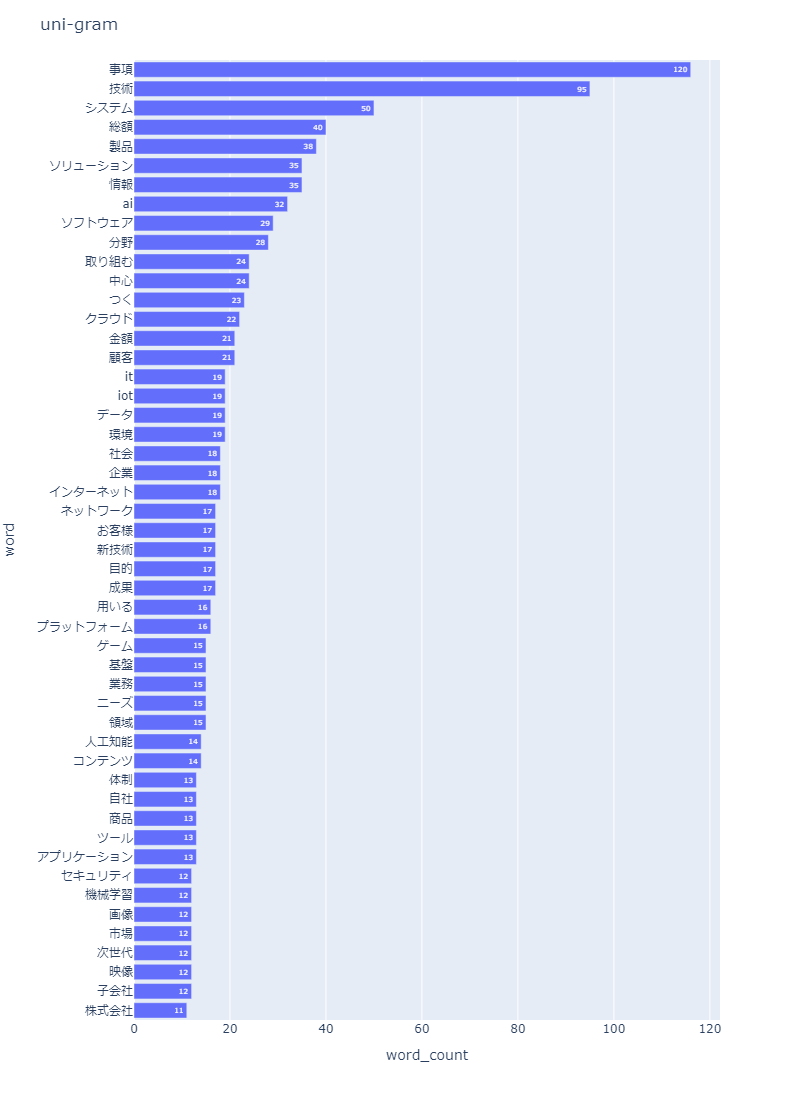 uni-gram
事項 120
技術 95
システム 50
総額 40
製品 38
ソリューション 35
情報 35
ai 32
ソフトウェア 29
分野 28
取り組む 24
中心 24
つく 23
クラウド 22
金額 21
顧客 21
it 19
iot 19
データ 19
環境 19
社会 18
企業 18
インターネット 18
ネットワーク 17
お客様 17
新技術 17
目的 17
成果 17
用いる 16
プラットフォーム 16
ゲーム 15
基盤 15
業務 15
ニーズ 15
領域 15
人工知能 14
コンテンツ 14
体制 13
自社 13
商品 13
ツール 13
アプリケーション 13
セキュリティ 12
機械学習 12
画像 12
市場 12
次世代 12
映像 12
子会社 12
株式会社 11
word
0 20 40 60 80 100 120
word_count